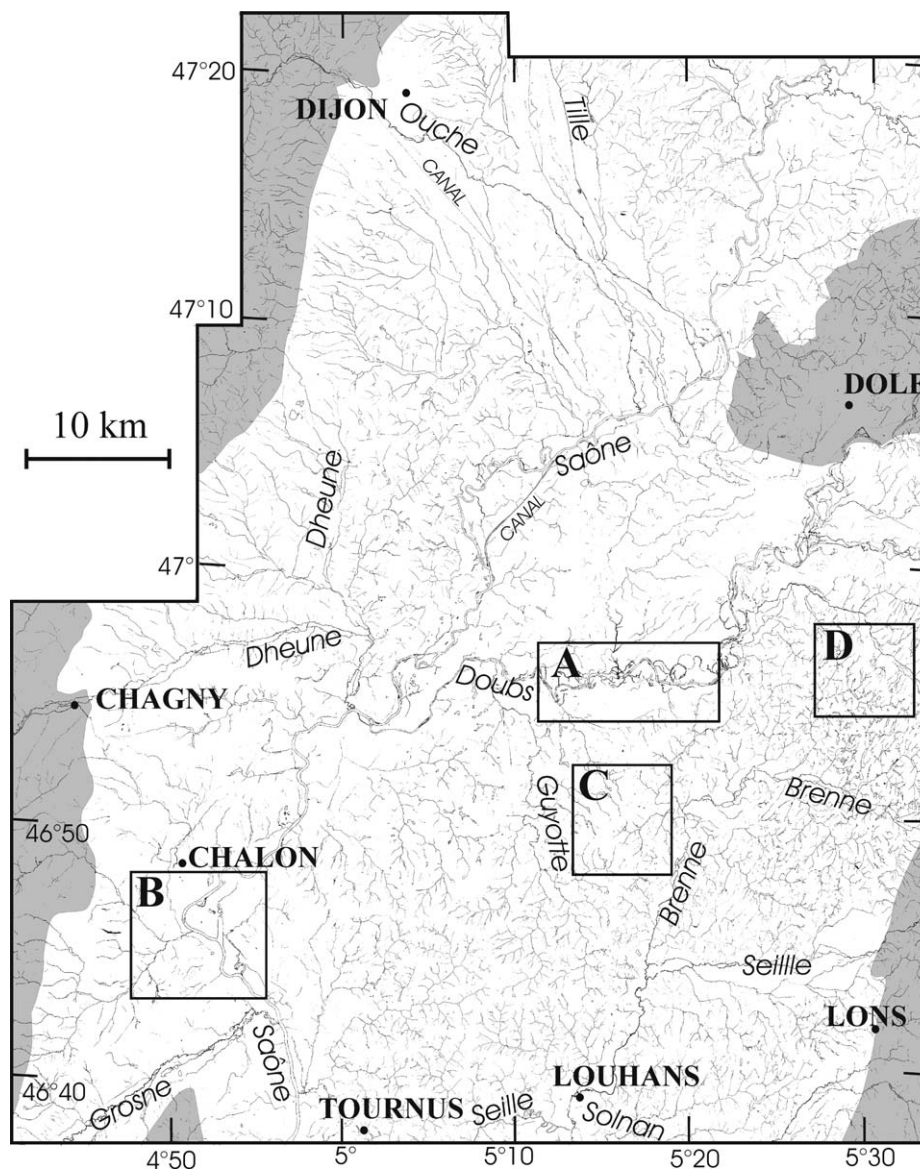 47°20
DIJON
Ouche
Tille
CANAL
47°10
DOLE
10 km
Saône
Dheune
CANAL
47°
Dheune
A
D
Doubs
CHAGNY
C
Brenne
Guyotte
46°50
CHALON
B
Brenne
Seillle
LONS
Saône
46°40
LOUHANS
Grosne
TOURNUS
Seille
Solnan
4°50
5°
5°10
5°20
5°30